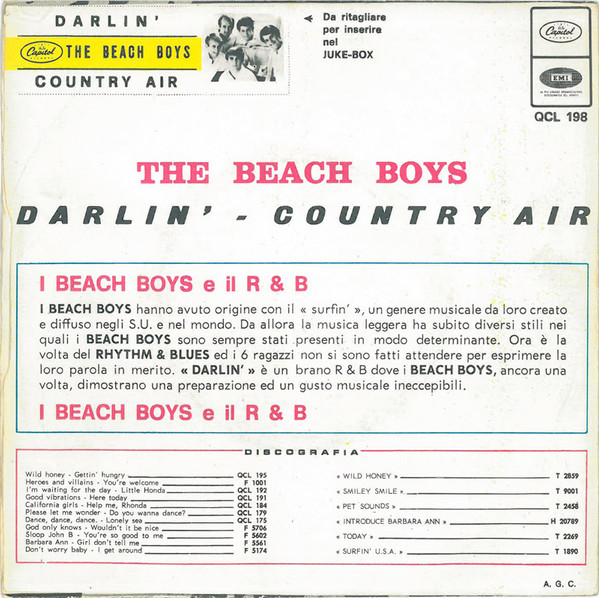 DARLIN'
Capitol THE BEACH BOYS
COUNTRY AIR
Da ritagliare
per inserire
nel
JUKE-BOX
Capitol
EMI
QCL 198
THE BEACH BOYS
DARLIN' - COUNTRY AIR
I BEACH BOYS e il R & B
I BEACH BOYS hanno avuto origine con il « surfin' », un genere musicale da loro creato
e diffuso negli S.U. e nel mondo. Da allora la musica leggera ha subito diversi stili nei
quali i BEACH BOYS sono sempre stati presenti in modo determinante. Ora è la
volta del RHYTHM & BLUES ed i 6 ragazzi non si sono fatti attendere per esprimere la
loro parola in merito. « DARLIN' » è un brano R & B dove i BEACH BOYS, ancora una
volta, dimostrano una preparazione ed un gusto musicale ineccepibili.
I BEACH BOYS e il R & B
DISCOGRAFIA
Wild honey - Gettin' hungry QCL 195
Heroes and villains - You're welcome F 1001
I'm waiting for the day - Little Honda QCL 192
Good vibrations - Here today QCL 191
California girls - Help me, Rhonda QCL 184
Please let me wonder - Do you wanna dance? QCL 179
Dance, dance, dance. - Lonely sea QCL 175
God only knows - Wouldn't it be nice F 5706
Sloop John B - You're so good to me F 5602
Barbara Ann - Girl don't tell me F 5561
Don't worry baby - I get around F 5174
« WILD HONEY » T 2859
« SMILEY SMILE » T 9001
« PET SOUNDS » T 2458
« INTRODUCE BARBARA ANN » H 20789
« TODAY » T 2269
« SURFIN' U.S.A. » T 1890
A. G. C.